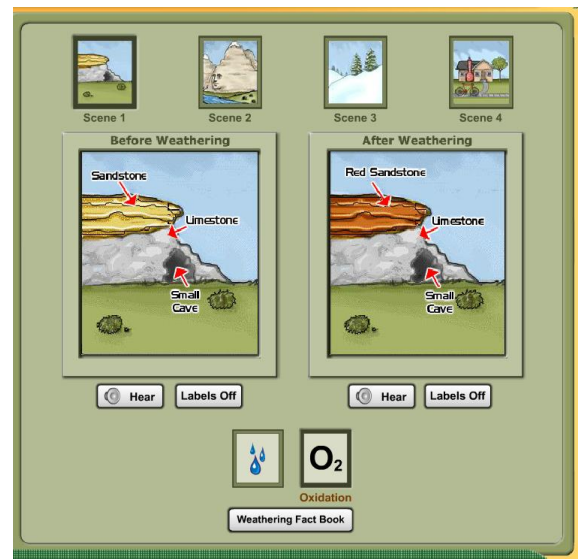 Scene 1
Scene 2
Scene 3
Scene 4
Before Weathering
Sandstone
Limestone
Small
Cave
After Weathering
Red Sandstone
Limestone
Small
Cave
Hear
Labels Off
Hear
Labels Off
O₂
Oxidation
Weathering Fact Book